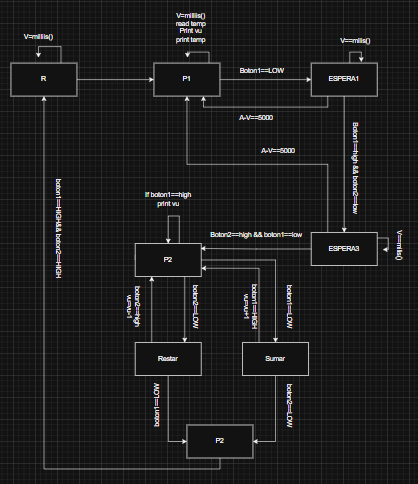 V=millis()
V=millis()
read temp
Print vu
print temp
V==millis()
R
P1
Boton1==LOW
ESPERA1
A-V==5000
A-V==5000
Boton1==high && boton2==low
boton1==HIGH&& boton2==HIGH
If boton1==high
print vu
Boton2==high && boton1==low
ESPERA3
V==millis()
P2
boton2==high
vu=vu-1
boton2==LOW
boton1==HIGH
vu=vu+1
boton1==LOW
Restar
Sumar
boton1==LOW
boton2==LOW
P2